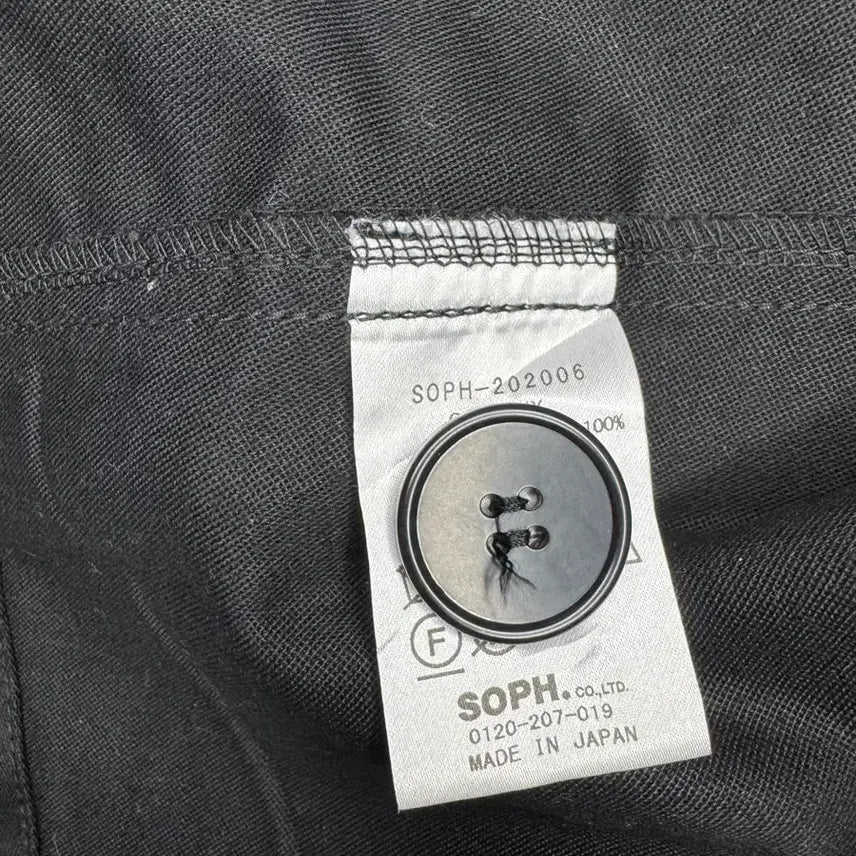 SOPH-202006
100%
F
SOPH. CO.,LTD.
0120-207-019
MADE IN JAPAN